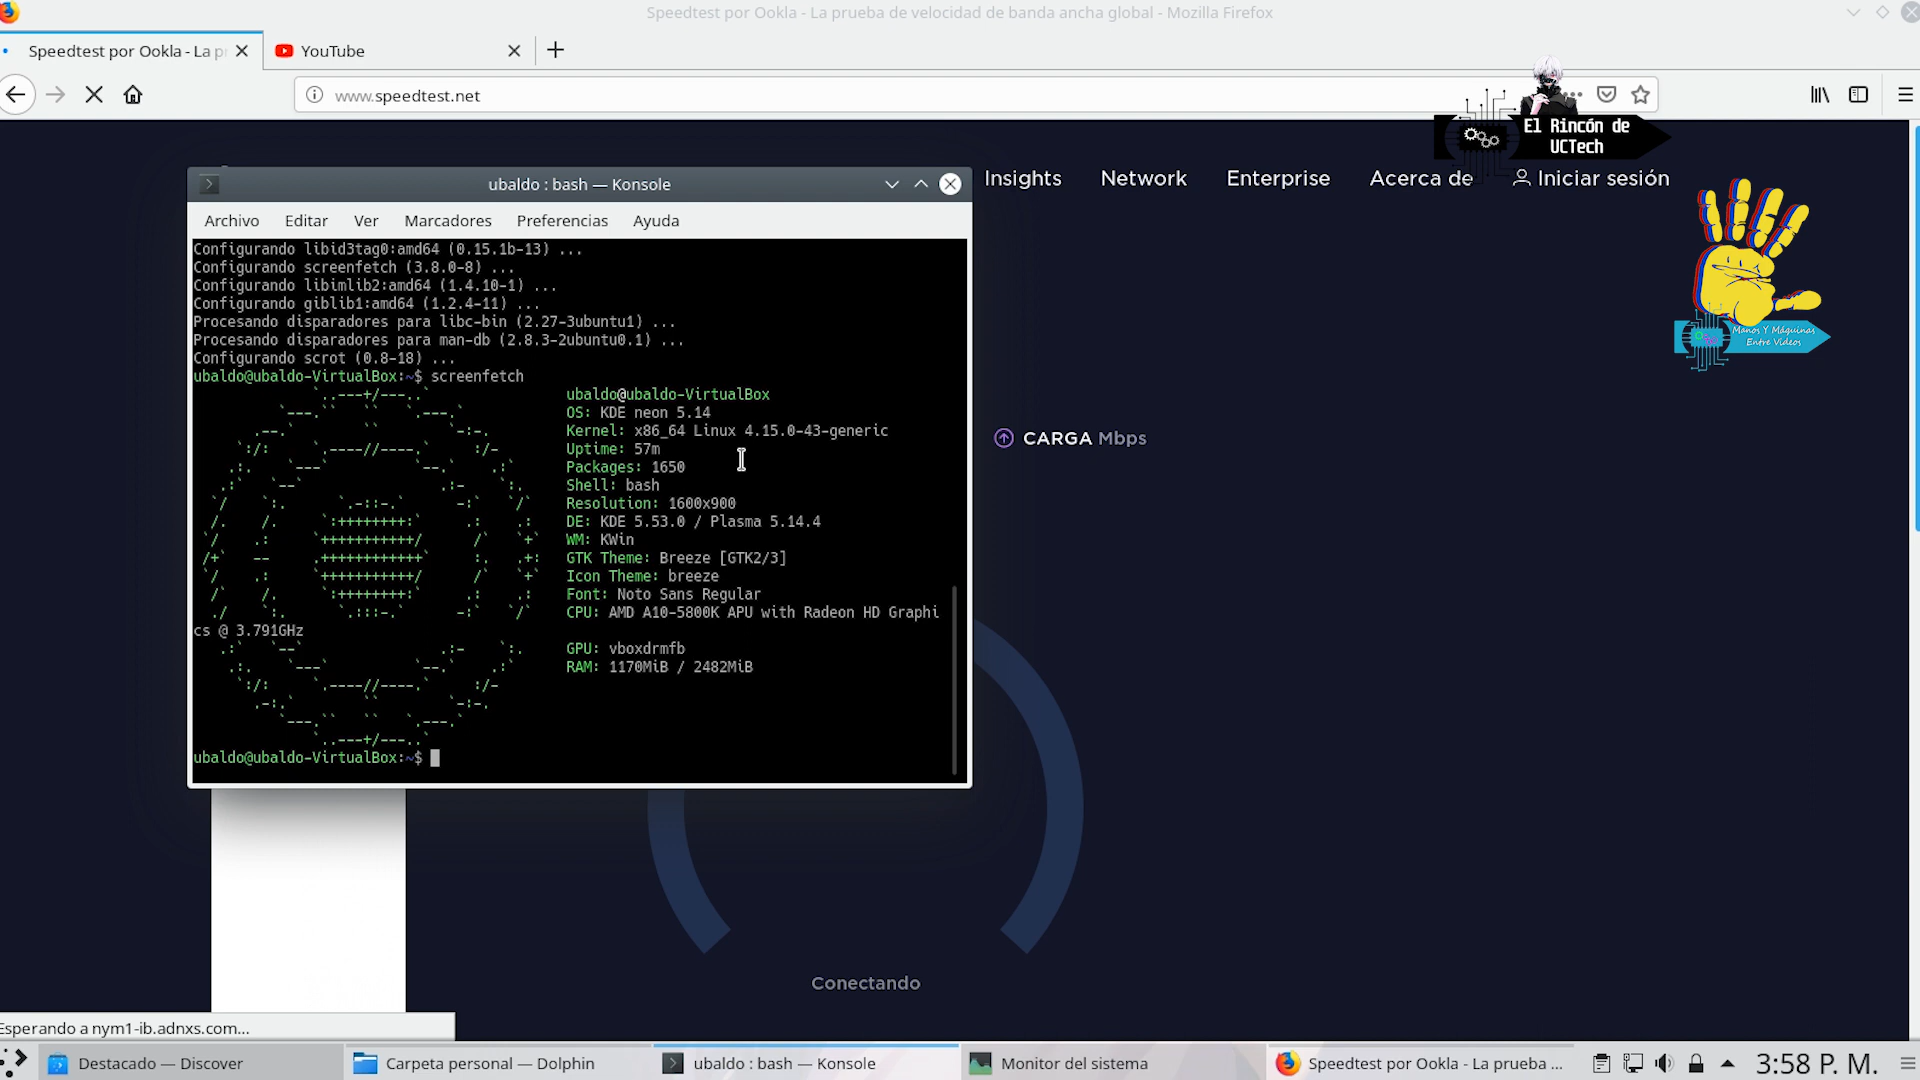 Speedtest por Ookla - La prueba de velocidad de banda ancha global - Mozilla Firefox
Speedtest por Ookla - La p
YouTube
www.speedtest.net
El Rincón de
UCTech
Insights
Network
Enterprise
Acerca de
Iniciar sesión
Manos Y Máquinas
Entre Videos
ubaldo : bash — Konsole
Archivo
Editar
Ver
Marcadores
Preferencias
Ayuda
Configurando libid3tag0:amd64 (0.15.1b-13) ...
Configurando screenfetch (3.8.0-8) ...
Configurando libimlib2:amd64 (1.4.10-1) ...
Configurando giblib1:amd64 (1.2.4-11) ...
Procesando disparadores para libc-bin (2.27-3ubuntu1) ...
Procesando disparadores para man-db (2.8.3-2ubuntu0.1) ...
Configurando scrot (0.8-18) ...
ubaldo@ubaldo-VirtualBox:~$ screenfetch
ubaldo@ubaldo-VirtualBox
OS: KDE neon 5.14
Kernel: x86_64 Linux 4.15.0-43-generic
Uptime: 57m
Packages: 1650
Shell: bash
Resolution: 1600x900
DE: KDE 5.53.0 / Plasma 5.14.4
WM: KWin
GTK Theme: Breeze [GTK2/3]
Icon Theme: breeze
Font: Noto Sans Regular
CPU: AMD A10-5800K APU with Radeon HD Graphi
cs @ 3.791GHz
GPU: vboxdrmfb
RAM: 1170MiB / 2482MiB
ubaldo@ubaldo-VirtualBox:~$
CARGA Mbps
Conectando
Esperando a nym1-ib.adnxs.com...
Destacado — Discover
Carpeta personal — Dolphin
ubaldo : bash — Konsole
Monitor del sistema
Speedtest por Ookla - La prueba ...
3:58 P. M.